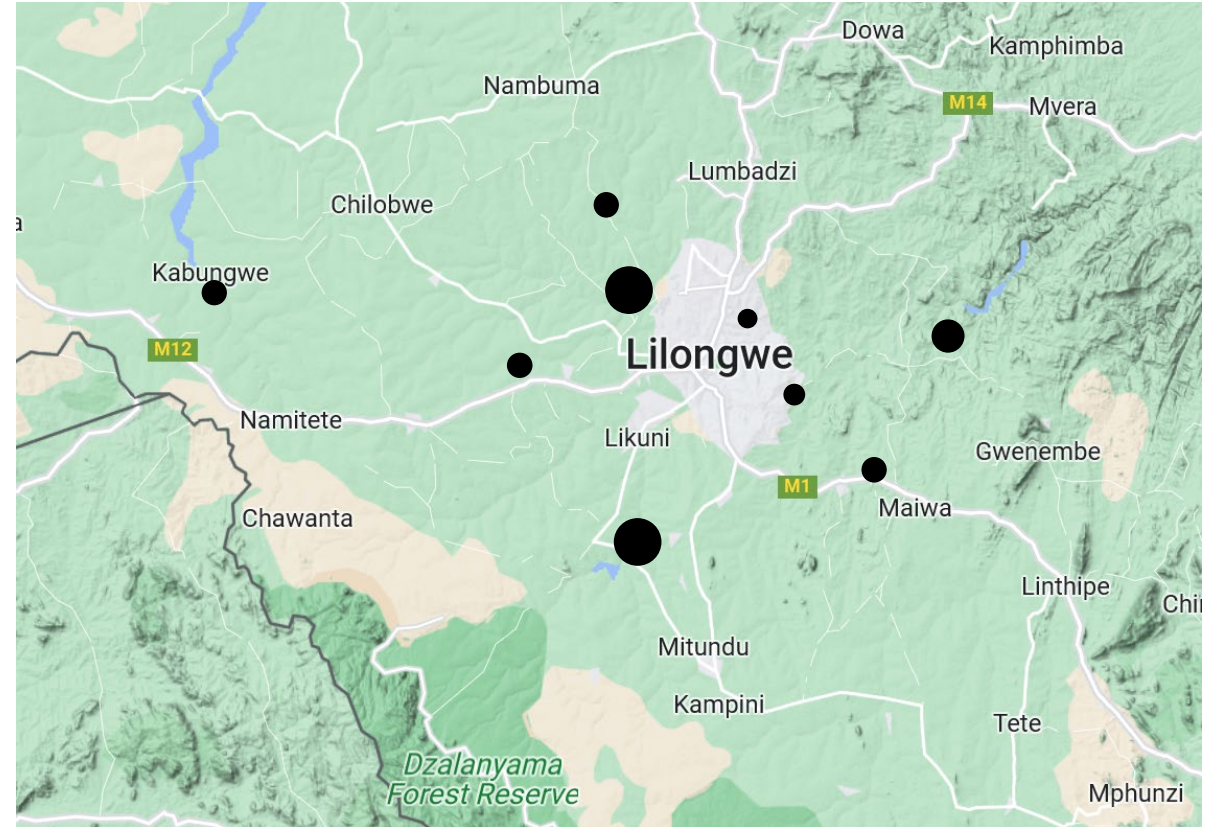 Dowa
Kamphimba
Nambuma
M14
Mvera
Lumbadzi
Chilobwe
a
Kabungwe
M12
Lilongwe
Namitete
Likuni
Gwenembe
M1
Maiwa
Chawanta
Linthipe
Chi
Mitundu
Kampini
Tete
Dzalanyama
Forest Reserve
Mphunzi